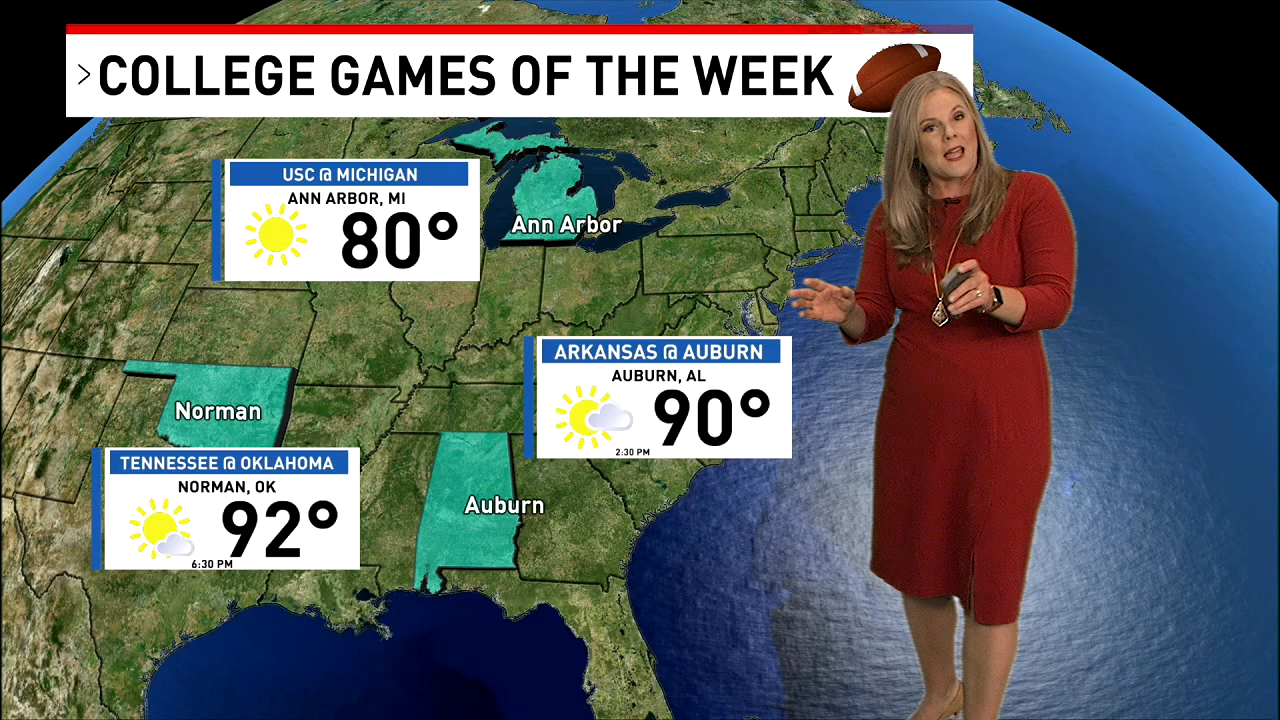 > COLLEGE GAMES OF THE WEEK
USC @ MICHIGAN
ANN ARBOR, MI
80°
Ann Arbor
ARKANSAS @ AUBURN
AUBURN, AL
90°
2:30 PM
Norman
TENNESSEE @ OKLAHOMA
NORMAN, OK
92°
6:30 PM
Auburn